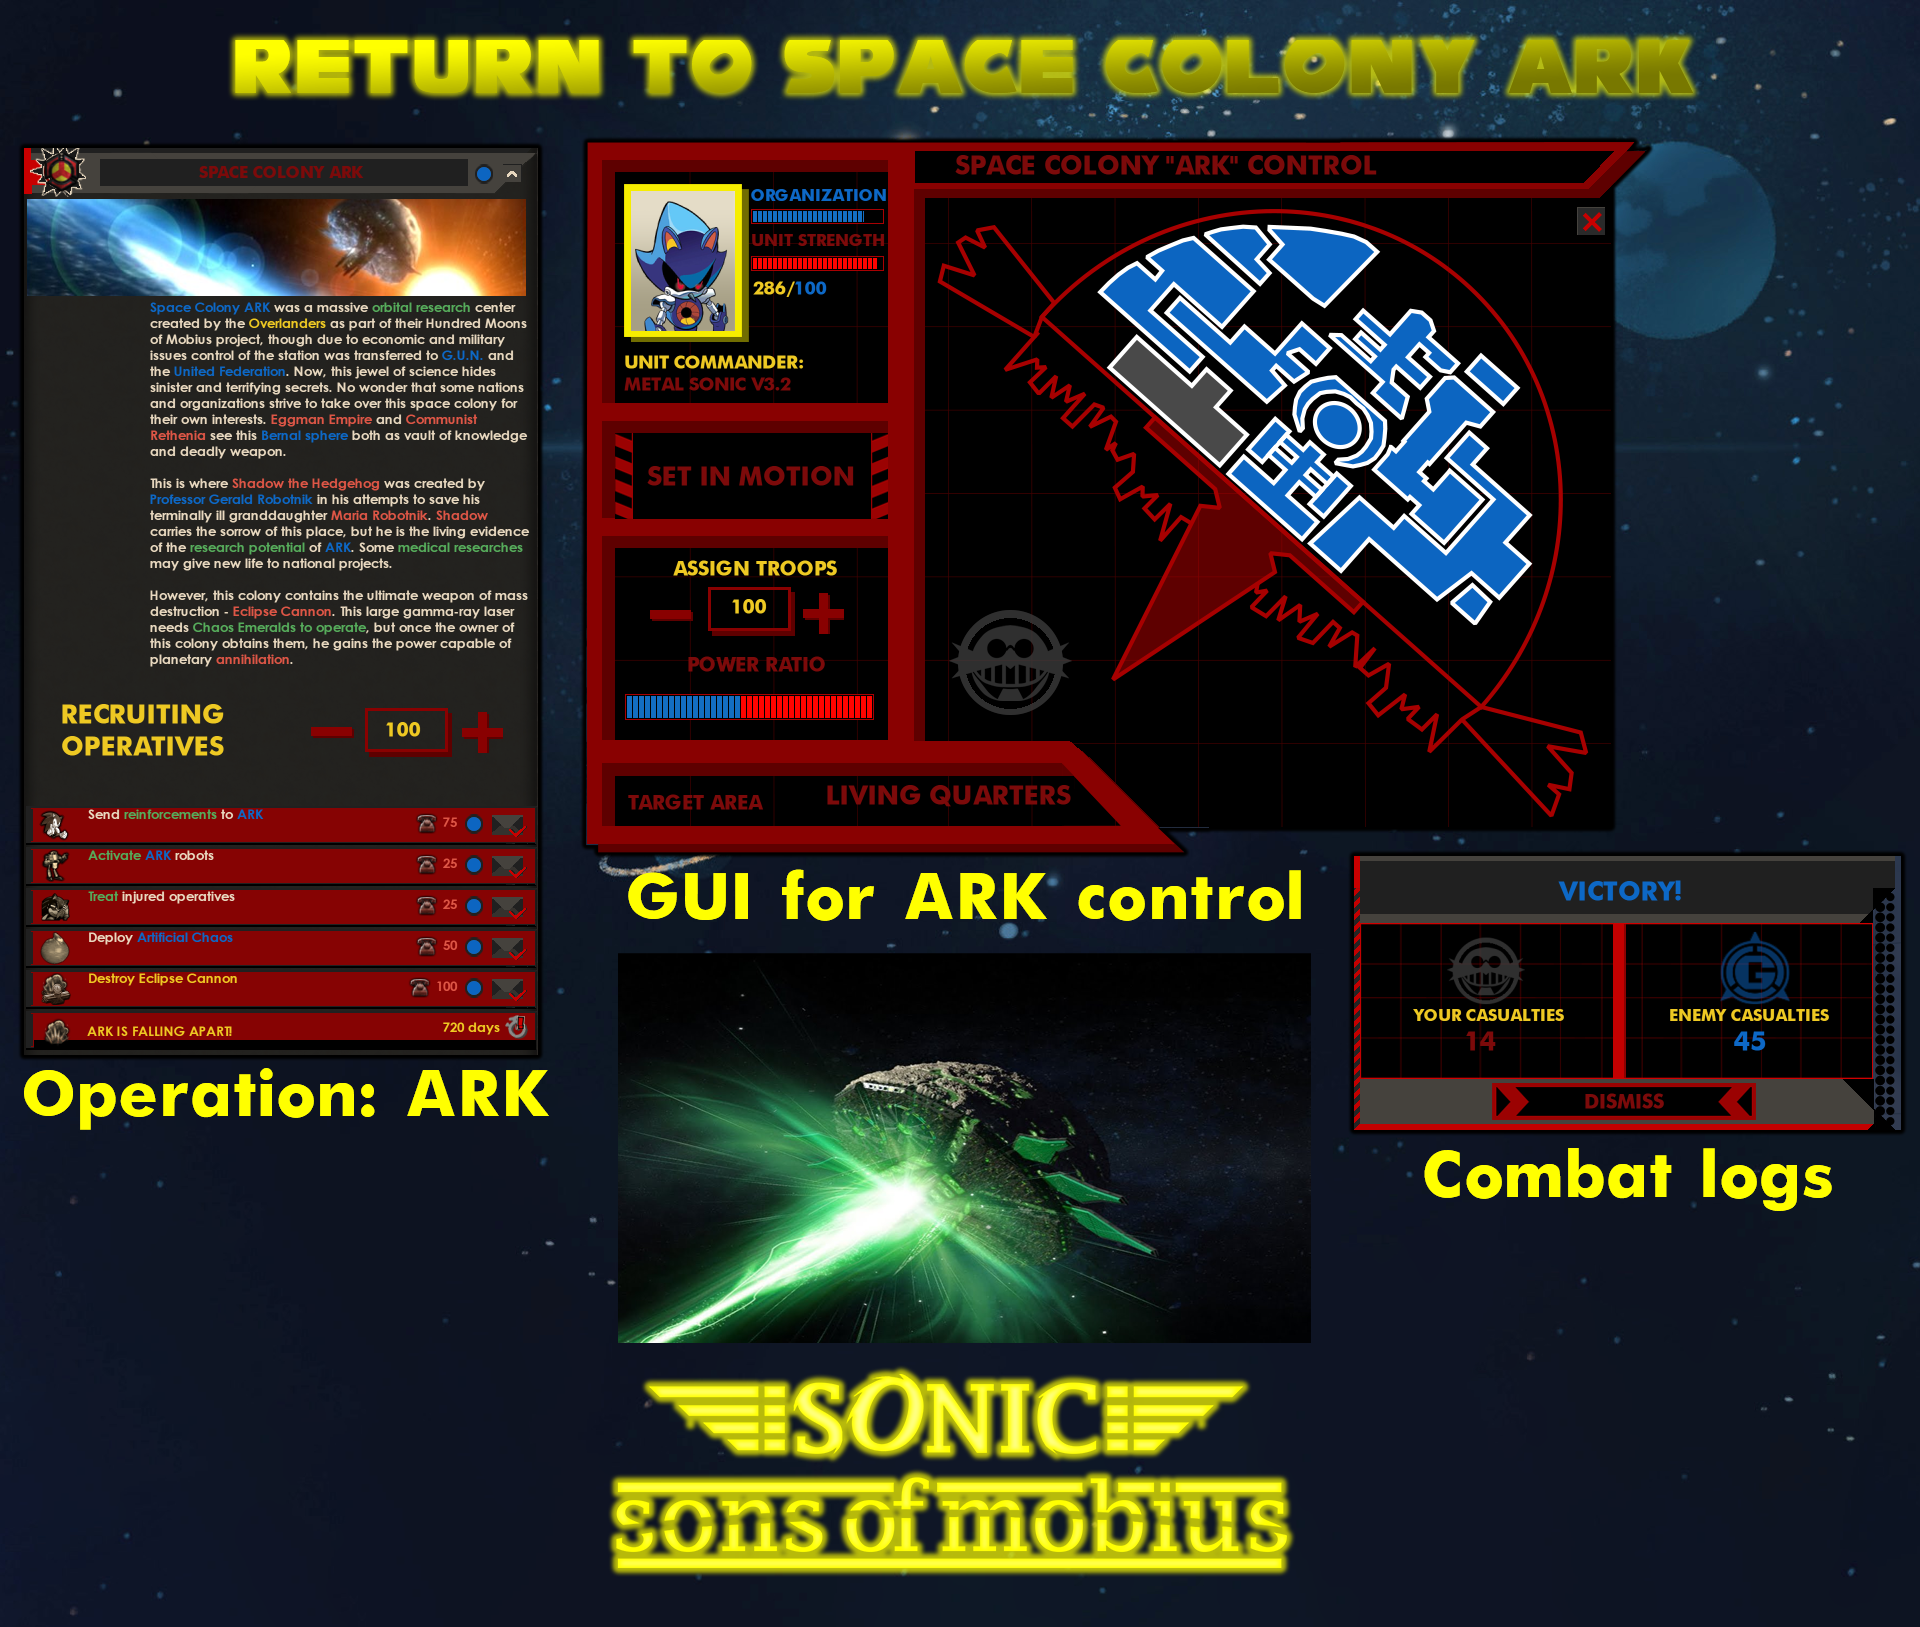 RETURN TO SPACE COLONY ARK
SPACE COLONY ARK
Space Colony ARK was a massive orbital research center
created by the Overlanders as part of their Hundred Moons
of Mobius project, though due to economic and military
issues control of the station was transferred to G.U.N. and
the United Federation. Now, this jewel of science hides
sinister and terrifying secrets. No wonder that some nations
and organizations strive to take over this space colony for
their own interests. Eggman Empire and Communist
Rethenia see this Bernal sphere both as vault of knowledge
and deadly weapon.
This is where Shadow the Hedgehog was created by
Professor Gerald Robotnik in his attempts to save his
terminally ill granddaughter Maria Robotnik. Shadow
carries the sorrow of this place, but he is the living evidence
of the research potential of ARK. Some medical researches
may give new life to national projects.
However, this colony contains the ultimate weapon of mass
destruction - Eclipse Cannon. This large gamma-ray laser
needs Chaos Emeralds to operate, but once the owner of
this colony obtains them, he gains the power capable of
planetary annihilation.
RECRUITING
OPERATIVES
100
Send reinforcements to ARK
75
Activate ARK robots
25
Treat injured operatives
25
Deploy Artificial Chaos
50
Destroy Eclipse Cannon
100
ARK IS FALLING APART!
720 days
Operation: ARK
SPACE COLONY "ARK" CONTROL
ORGANIZATION
UNIT STRENGTH
286/100
UNIT COMMANDER:
METAL SONIC V3.2
SET IN MOTION
ASSIGN TROOPS
100
POWER RATIO
TARGET AREA
LIVING QUARTERS
GUI for ARK control
VICTORY!
YOUR CASUALTIES
14
ENEMY CASUALTIES
45
DISMISS
Combat logs
SONIC
sons of mobius